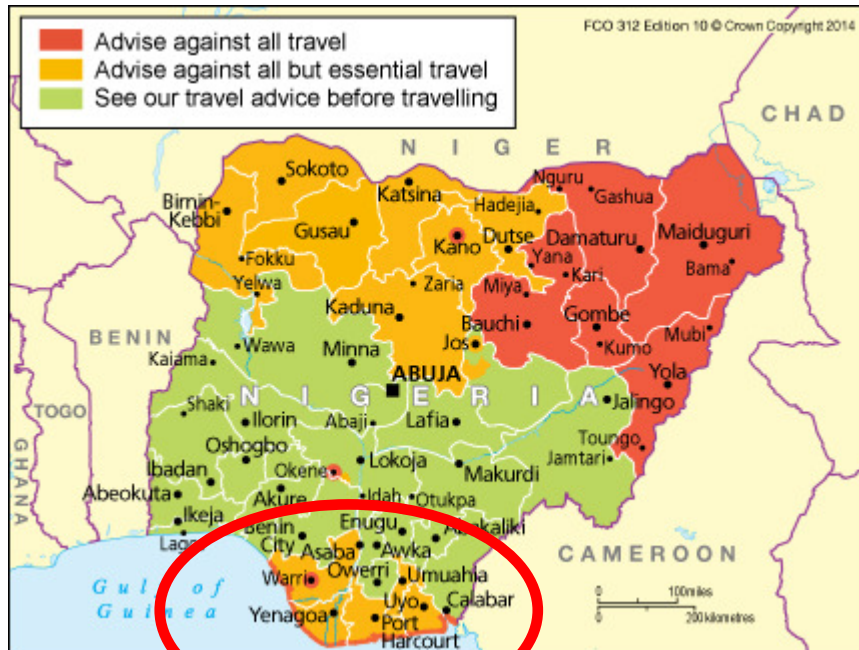 FCO 312 Edition 10 © Crown Copyright 2014
Advise against all travel
Advise against all but essential travel
See our travel advice before travelling
CHAD
NIGER
Sokoto
Katsina
Nguru
Gashua
Birnin-
Kebbi
Hadejia
Gusau
Kano
Dutse
Damaturu
Maiduguri
Yana
Bama
Fokku
Kari
Zaria
Yelwa
Miya
Kaduna
Gombe
Bauchi
Mubi
BENIN
Wawa
Jos
Kumo
Kaiama
Minna
ABUJA
Yola
NIGERIA
Jalingo
TOGO
Shaki
Ilorin
Abaji
Lafia
GHANA
Toungo
Oshogbo
Lokoja
Jamtari
Ibadan
Okene
Makurdi
Abeokuta
Akure
Idah
Otukpa
Ikeja
Enugu
Abakaliki
Lagos
Benin
City
Asaba
Awka
CAMEROON
Gulf of
Guinea
Warri
Owerri
Umuahia
100miles
Uyo
Calabar
Yenagoa
Port
Harcourt
200kilometres